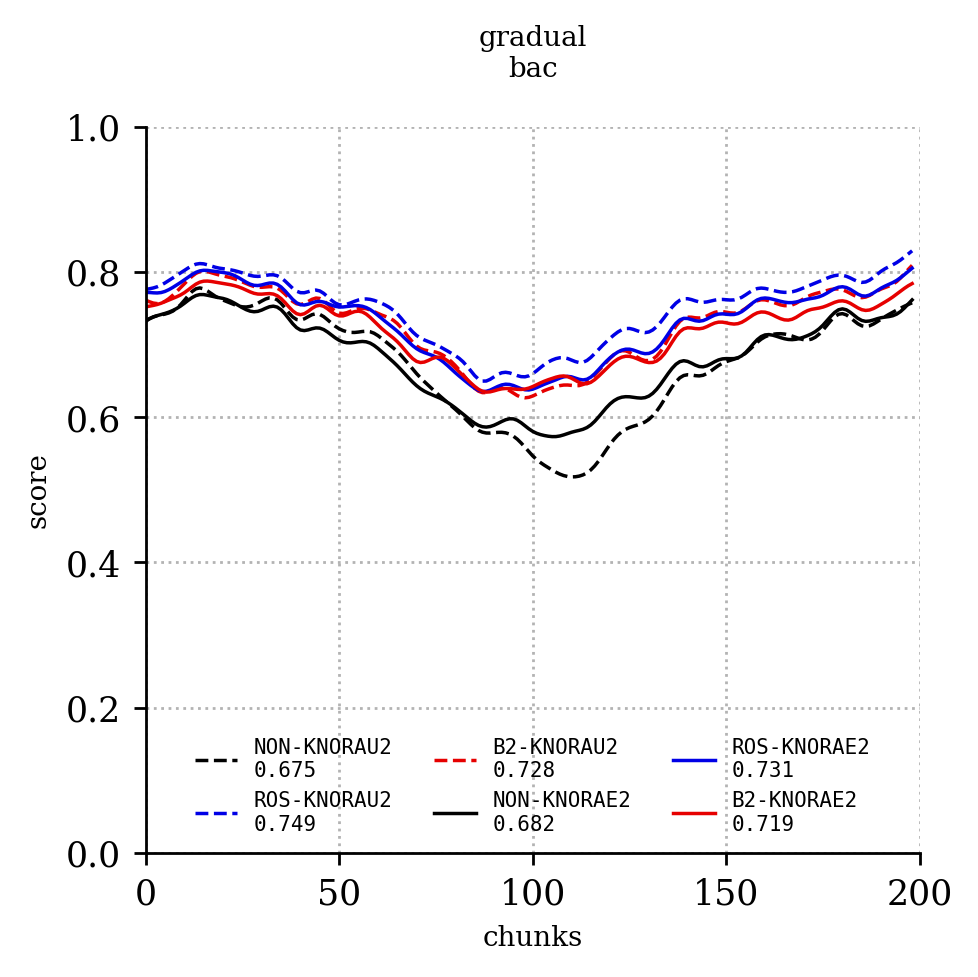 gradual
bac
1.0
0.8
0.6
0.4
0.2
0.0
score
NON-KNORAU2
0.675
ROS-KNORAU2
0.749
B2-KNORAU2
0.728
NON-KNORAE2
0.682
ROS-KNORAE2
0.731
B2-KNORAE2
0.719
0 50 100 150 200
chunks